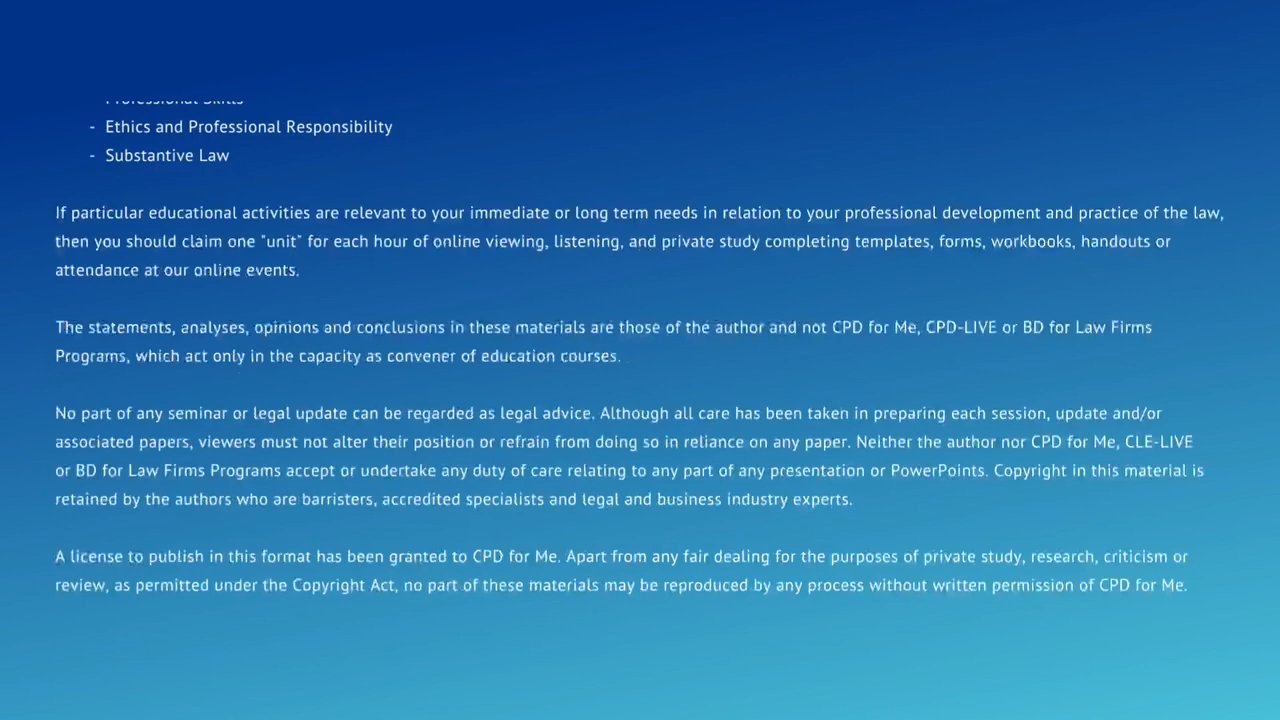 Professional Skills
- Ethics and Professional Responsibility
- Substantive Law
If particular educational activities are relevant to your immediate or long term needs in relation to your professional development and practice of the law,
then you should claim one "unit" for each hour of online viewing, listening, and private study completing templates, forms, workbooks, handouts or
attendance at our online events.
The statements, analyses, opinions and conclusions in these materials are those of the author and not CPD for Me, CPD-LIVE or BD for Law Firms
Programs, which act only in the capacity as convener of education courses.
No part of any seminar or legal update can be regarded as legal advice. Although all care has been taken in preparing each session, update and/or
associated papers, viewers must not alter their position or refrain from doing so in reliance on any paper. Neither the author nor CPD for Me, CLE-LIVE
or BD for Law Firms Programs accept or undertake any duty of care relating to any part of any presentation or PowerPoints. Copyright in this material is
retained by the authors who are barristers, accredited specialists and legal and business industry experts.
A license to publish in this format has been granted to CPD for Me. Apart from any fair dealing for the purposes of private study, research, criticism or
review, as permitted under the Copyright Act, no part of these materials may be reproduced by any process without written permission of CPD for Me.